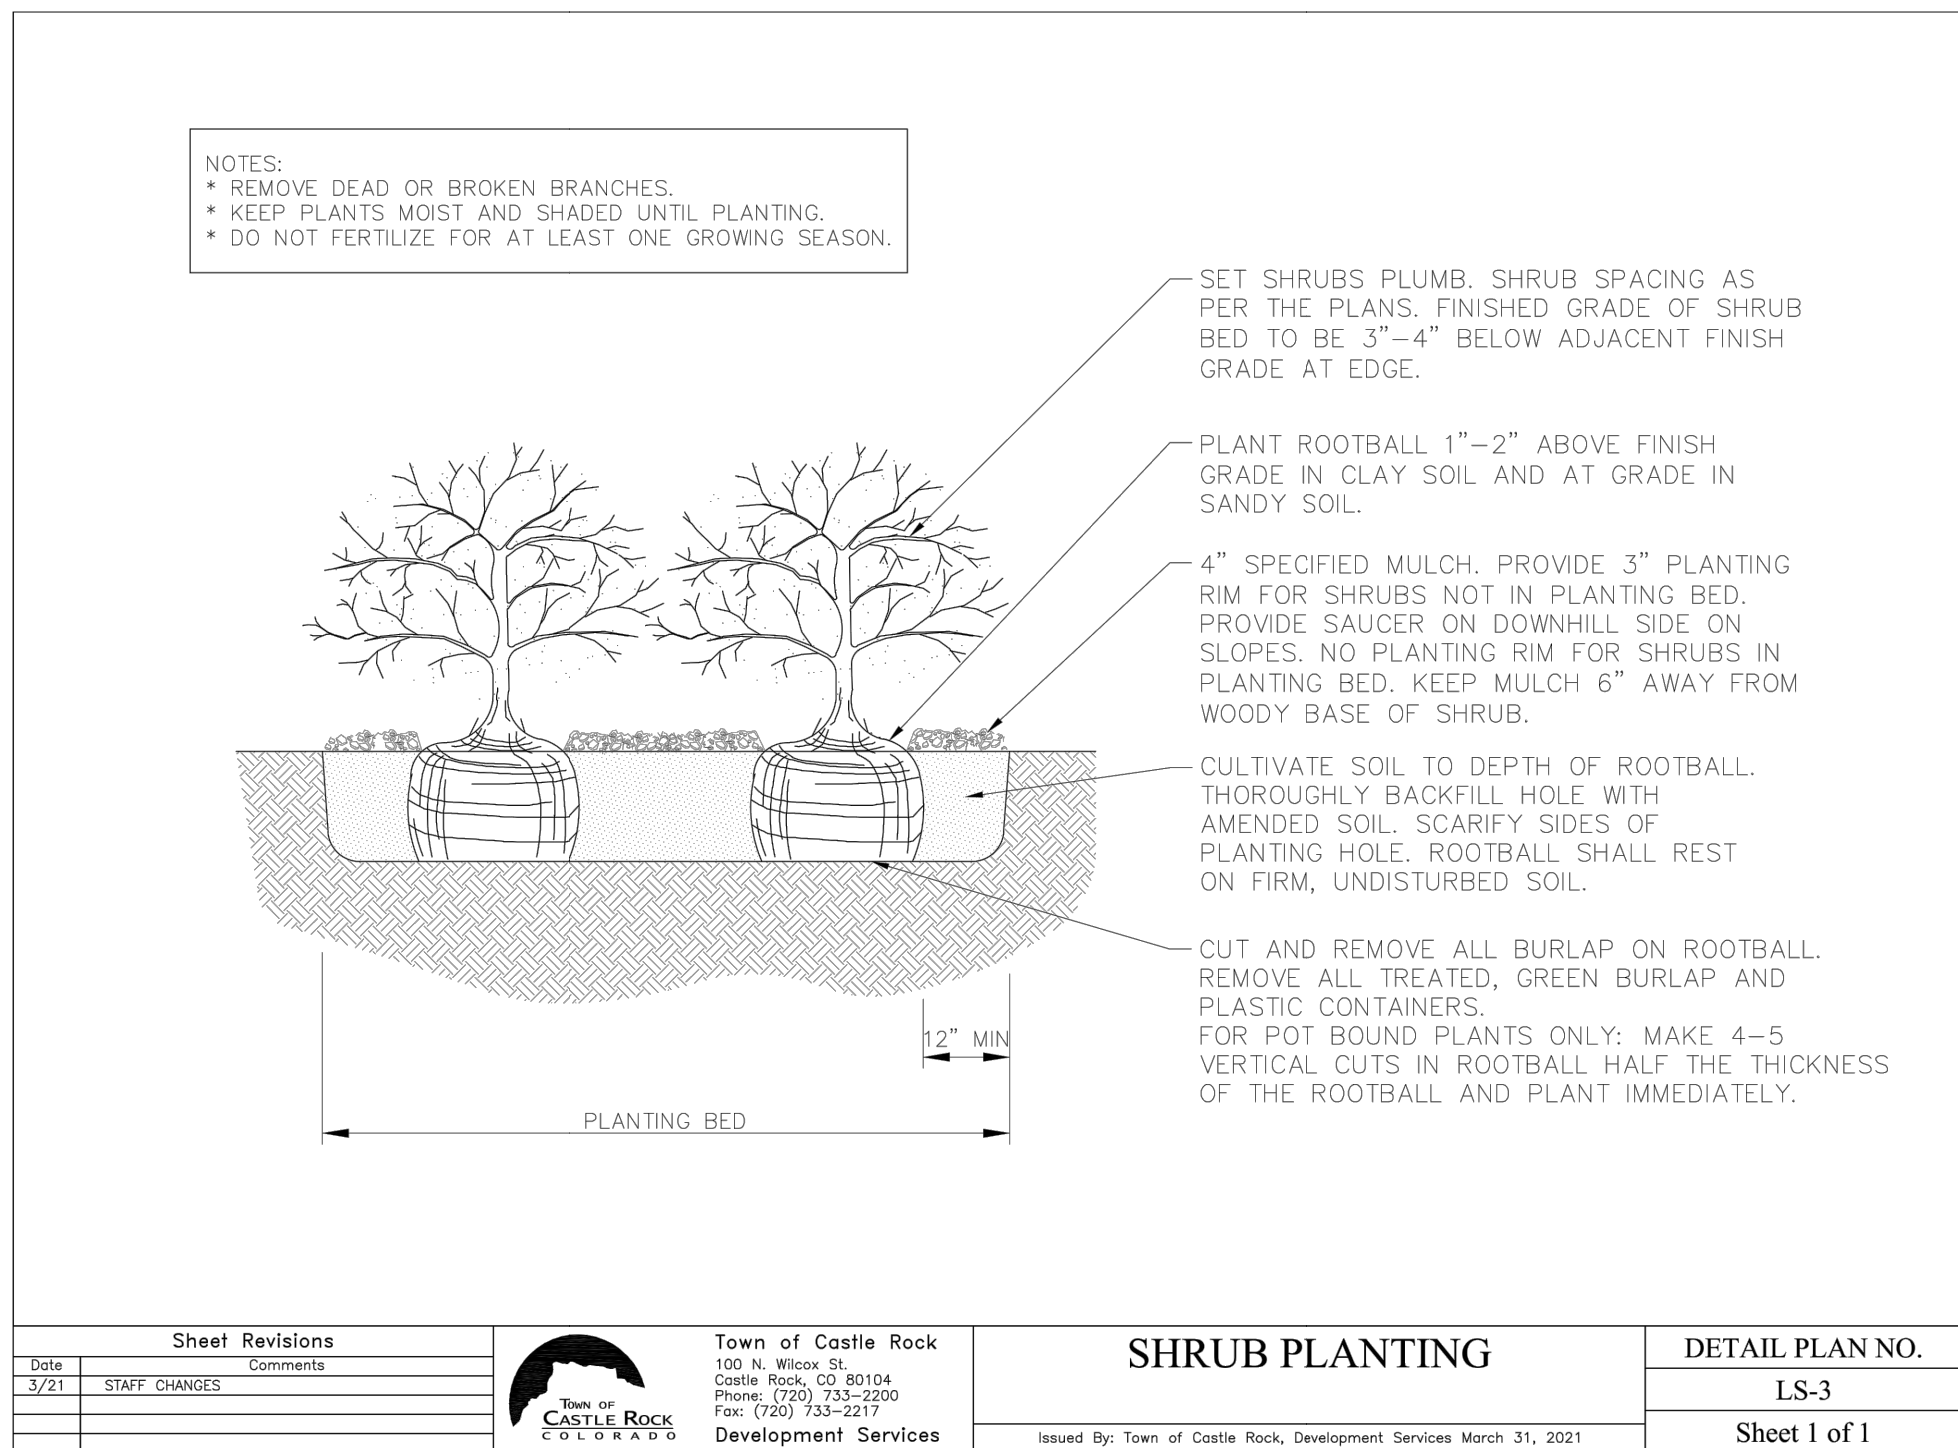 NOTES:
* REMOVE DEAD OR BROKEN BRANCHES.
* KEEP PLANTS MOIST AND SHADED UNTIL PLANTING.
* DO NOT FERTILIZE FOR AT LEAST ONE GROWING SEASON.
SET SHRUBS PLUMB. SHRUB SPACING AS
PER THE PLANS. FINISHED GRADE OF SHRUB
BED TO BE 3”–4” BELOW ADJACENT FINISH
GRADE AT EDGE.
PLANT ROOTBALL 1”–2” ABOVE FINISH
GRADE IN CLAY SOIL AND AT GRADE IN
SANDY SOIL.
4” SPECIFIED MULCH. PROVIDE 3” PLANTING
RIM FOR SHRUBS NOT IN PLANTING BED.
PROVIDE SAUCER ON DOWNHILL SIDE ON
SLOPES. NO PLANTING RIM FOR SHRUBS IN
PLANTING BED. KEEP MULCH 6” AWAY FROM
WOODY BASE OF SHRUB.
CULTIVATE SOIL TO DEPTH OF ROOTBALL.
THOROUGHLY BACKFILL HOLE WITH
AMENDED SOIL. SCARIFY SIDES OF
PLANTING HOLE. ROOTBALL SHALL REST
ON FIRM, UNDISTURBED SOIL.
CUT AND REMOVE ALL BURLAP ON ROOTBALL.
REMOVE ALL TREATED, GREEN BURLAP AND
PLASTIC CONTAINERS.
FOR POT BOUND PLANTS ONLY: MAKE 4–5
VERTICAL CUTS IN ROOTBALL HALF THE THICKNESS
OF THE ROOTBALL AND PLANT IMMEDIATELY.
12” MIN
PLANTING BED
Sheet Revisions
Date Comments
3/21 STAFF CHANGES
TOWN OF
CASTLE ROCK
COLORADO
Town of Castle Rock
100 N. Wilcox St.
Castle Rock, CO 80104
Phone: (720) 733–2200
Fax: (720) 733–2217
Development Services
SHRUB PLANTING
Issued By: Town of Castle Rock, Development Services March 31, 2021
DETAIL PLAN NO.
LS-3
Sheet 1 of 1